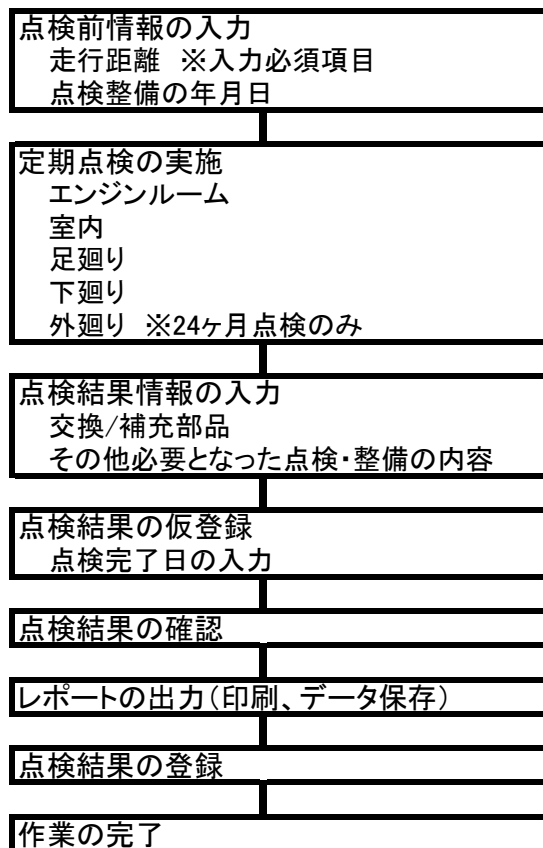 点検前情報の入力
走行距離 ※入力必須項目
点検整備の年月日
定期点検の実施
エンジンルーム
室内
足廻り
下廻り
外廻り ※24ヶ月点検のみ
点検結果情報の入力
交換/補充部品
その他必要となった点検・整備の内容
点検結果の仮登録
点検完了日の入力
点検結果の確認
レポートの出力(印刷、データ保存)
点検結果の登録
作業の完了